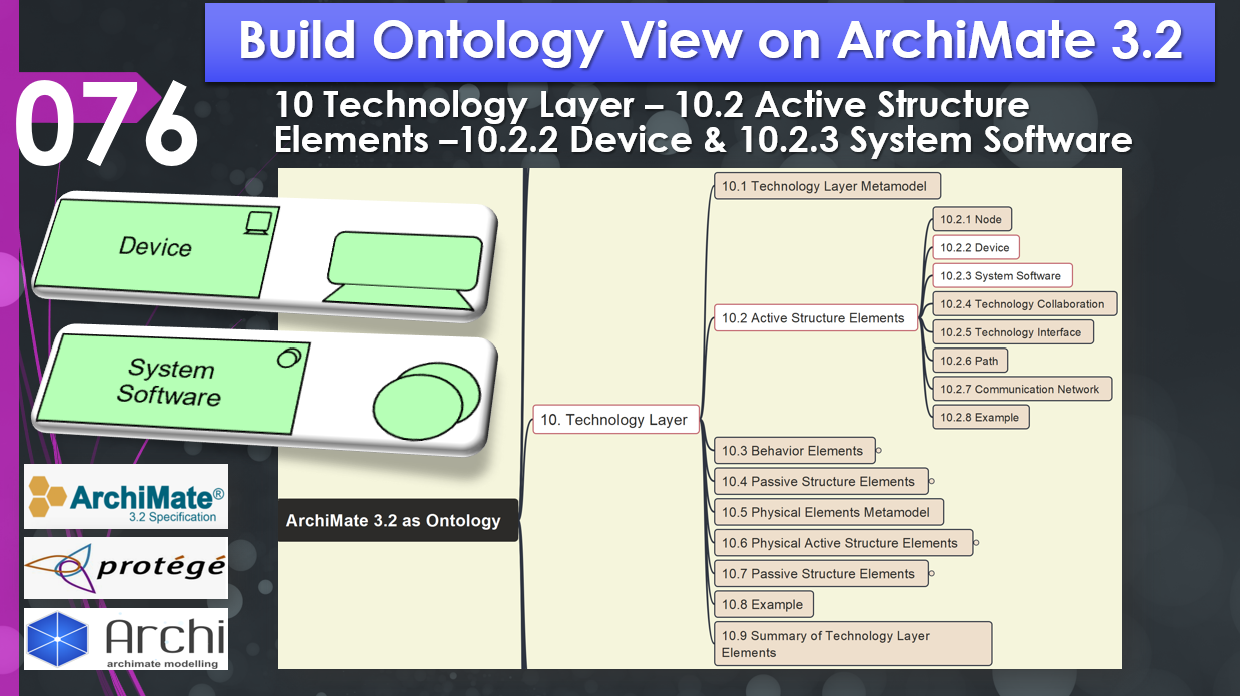 Build Ontology View on ArchiMate 3.2
076
10 Technology Layer – 10.2 Active Structure
Elements –10.2.2 Device & 10.2.3 System Software
Device
System
Software
ArchiMate®
3.2 Specification
protégé
Archi
archimate modelling
ArchiMate 3.2 as Ontology
10. Technology Layer
10.1 Technology Layer Metamodel
10.2 Active Structure Elements
10.2.1 Node
10.2.2 Device
10.2.3 System Software
10.2.4 Technology Collaboration
10.2.5 Technology Interface
10.2.6 Path
10.2.7 Communication Network
10.2.8 Example
10.3 Behavior Elements
10.4 Passive Structure Elements
10.5 Physical Elements Metamodel
10.6 Physical Active Structure Elements
10.7 Passive Structure Elements
10.8 Example
10.9 Summary of Technology Layer
Elements